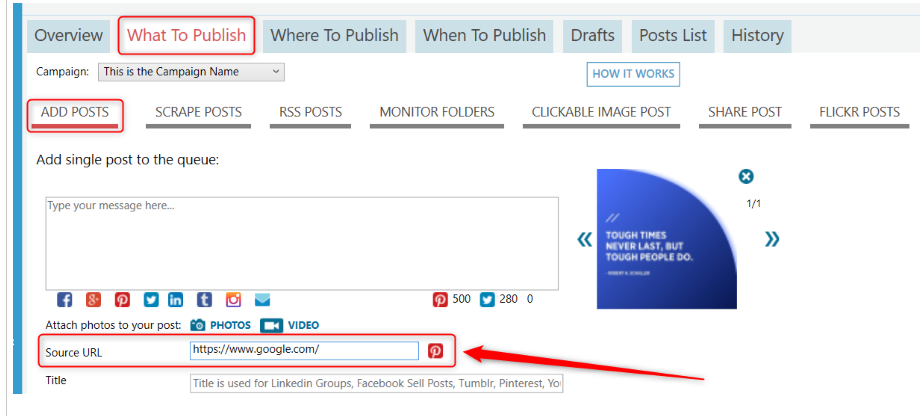 Overview What To Publish Where To Publish When To Publish Drafts Posts List History
Campaign: This is the Campaign Name HOW IT WORKS
ADD POSTS SCRAPE POSTS RSS POSTS MONITOR FOLDERS CLICKABLE IMAGE POST SHARE POST FLICKR POSTS
Add single post to the queue:
Type your message here...
1/1
//
TOUGH TIMES
NEVER LAST, BUT
TOUGH PEOPLE DO.
- ROBERT H. SCHULLER
500 280 0
Attach photos to your post: PHOTOS VIDEO
Source URL https://www.google.com/
Title Title is used for Linkedin Groups, Facebook Sell Posts, Tumblr, Pinterest, You